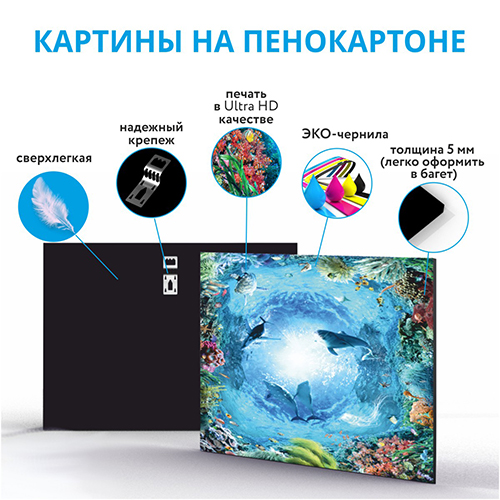 КАРТИНЫ НА ПЕНОКАРТОНЕ
сверхлегкая
надежный
крепеж
печать
в Ultra HD
качестве
ЭКО-чернила
толщина 5 мм
(легко оформить
в багет)